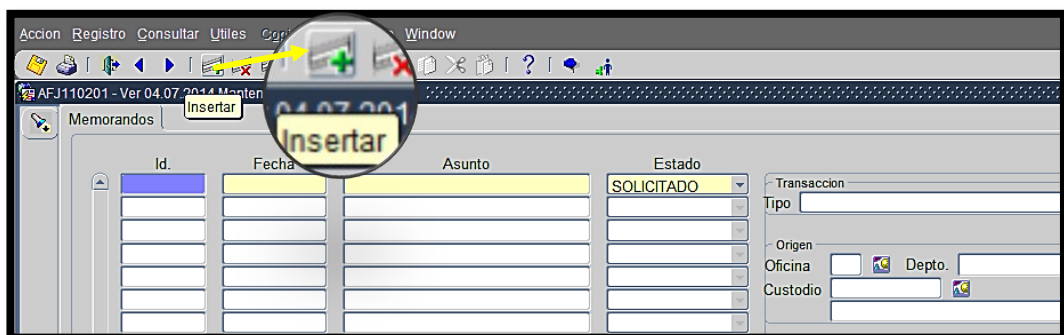 Accion Registro Consultar Utiles Window
AFJ110201 - Ver 04.07.2014 Manten
Insertar
04.07.201
Insertar
Memorandos
Id. Fecha Asunto Estado
SOLICITADO
Transaccion
Tipo
Origen
Oficina Depto.
Custodio